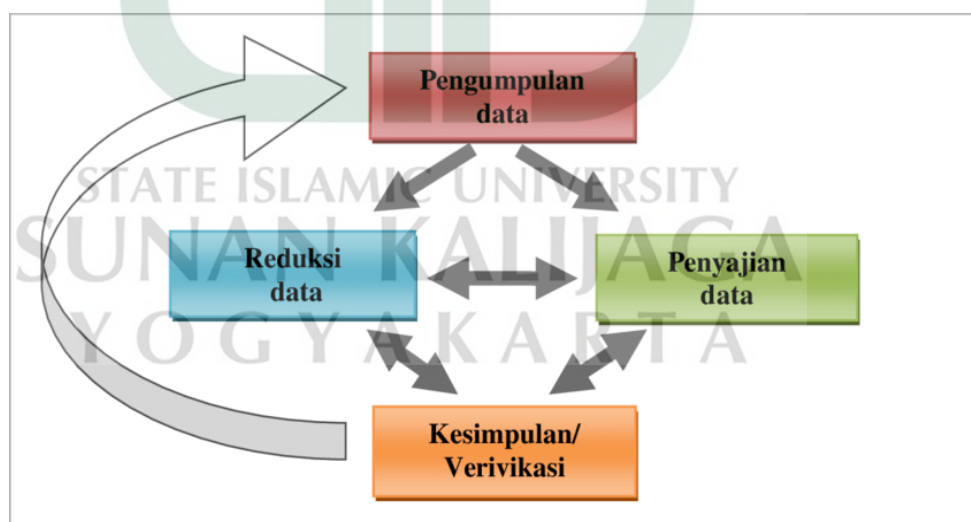 Pengumpulan
data
STATE ISLAMIC UNIVERSITY
SUNAN KALIJAGA
Reduksi
data
Penyajian
data
YOGYAKARTA
Kesimpulan/
Verivikasi